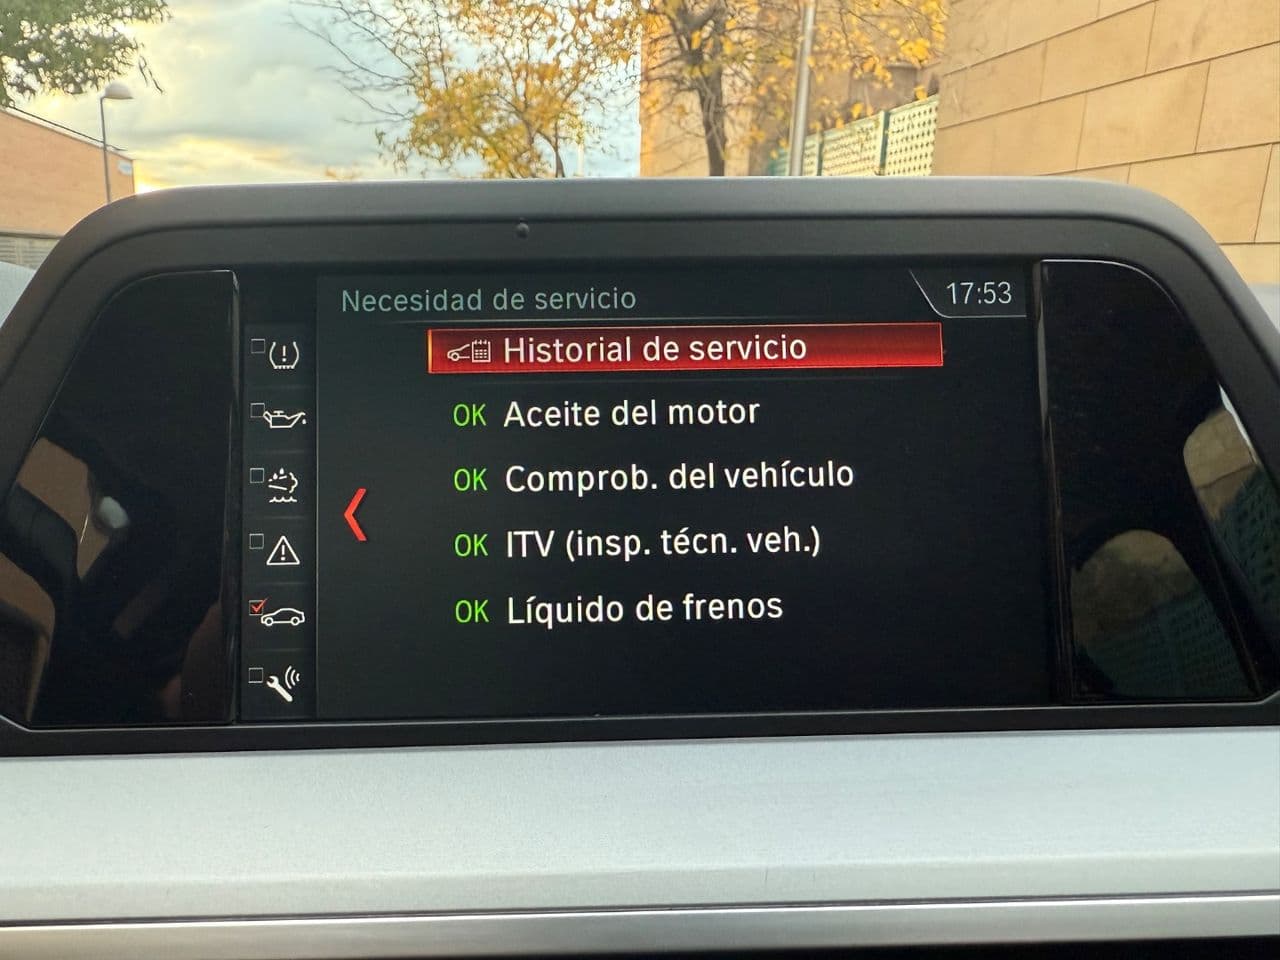 Necesidad de servicio
17:53
Historial de servicio
OK Aceite del motor
OK Comprob. del vehículo
OK ITV (insp. técn. veh.)
OK Líquido de frenos